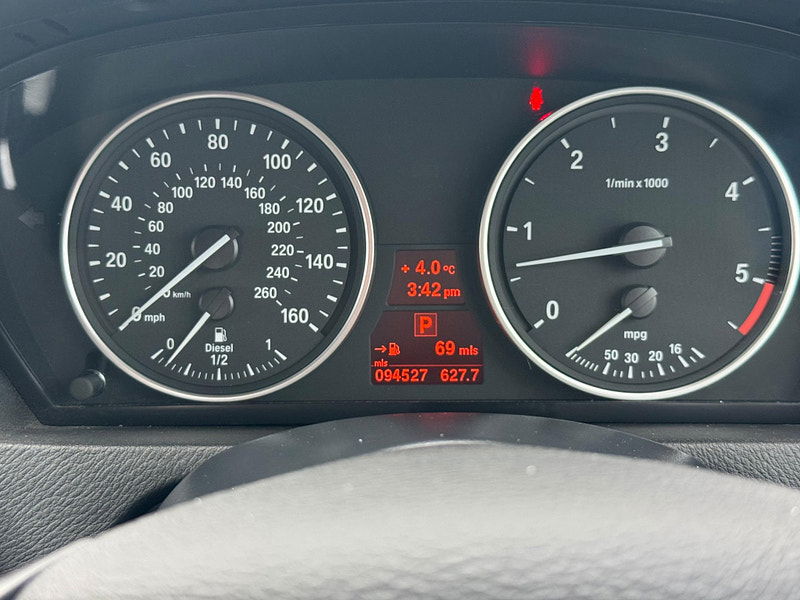 0 20 40 60 80 100 120 140 160
mph
20 40 60 80 100 120 140 160 180 200 220 240 260
km/h
0 1/2 1
Diesel
+ 4.0 °C
3:42 pm
P
→ 69 mls
mls
094527 627.7
0 1 2 3 4 5
1/min x 1000
mpg
50 30 20 16